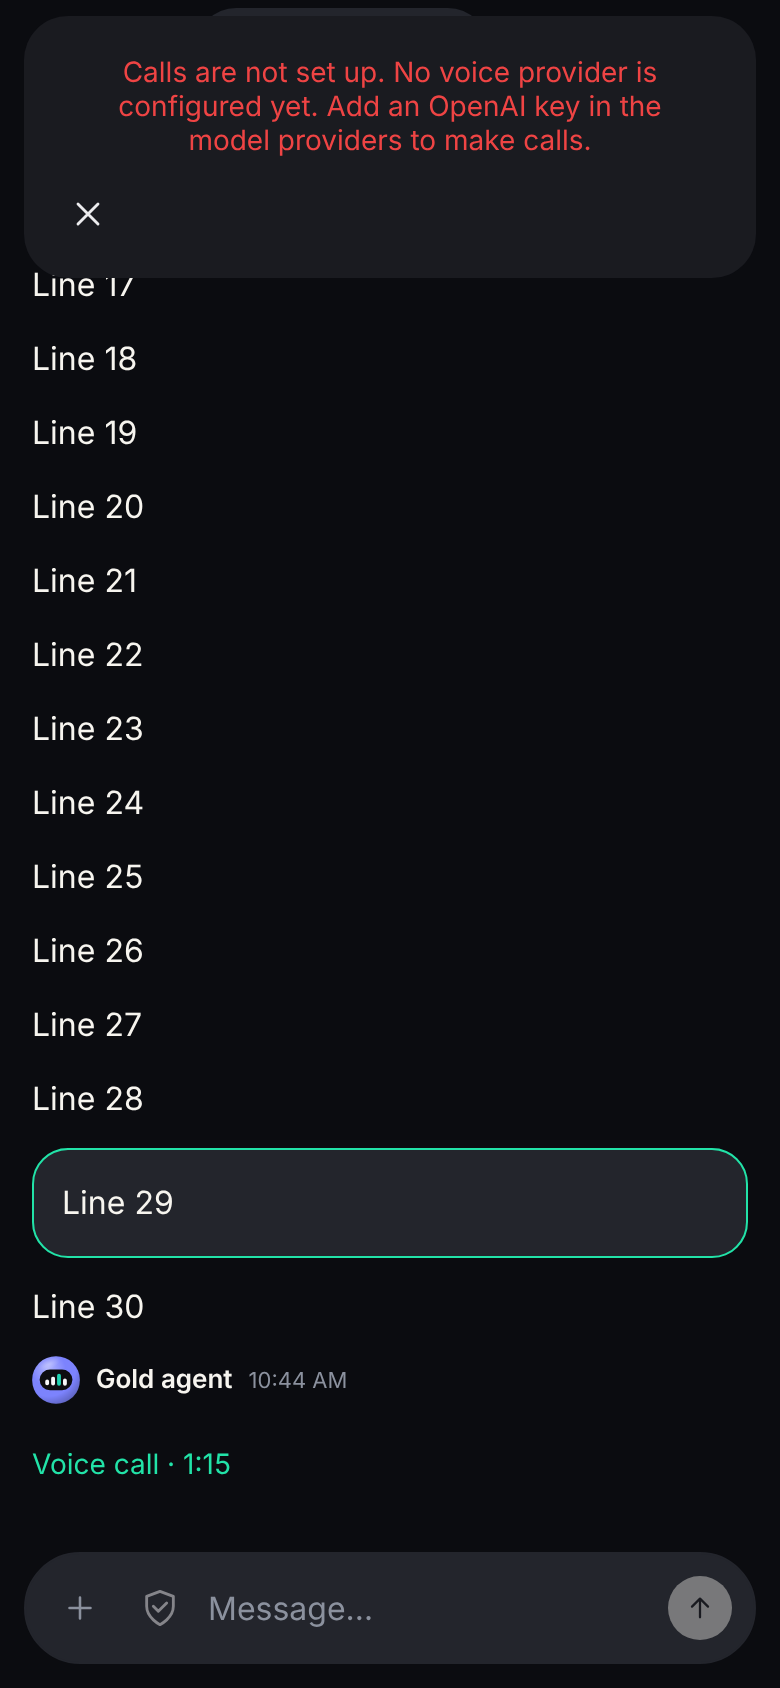 Calls are not set up. No voice provider is
configured yet. Add an OpenAI key in the
model providers to make calls.
Line 17
Line 18
Line 19
Line 20
Line 21
Line 22
Line 23
Line 24
Line 25
Line 26
Line 27
Line 28
Line 29
Line 30
Gold agent 10:44 AM
Voice call · 1:15
Message...